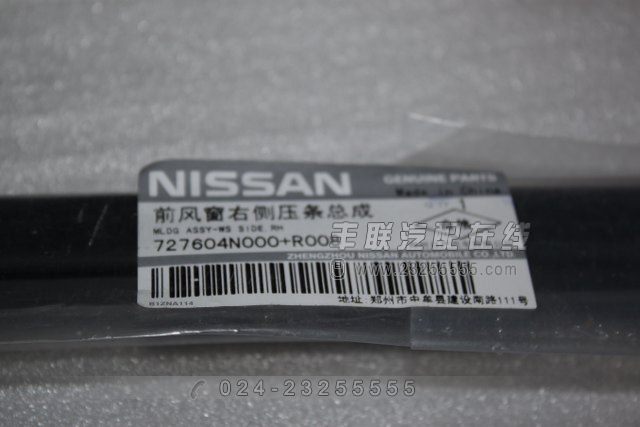 NISSAN
GENUINE PARTS
Made in China
前风窗右侧压条总成
MLDG ASSY-WS SIDE RH
727604N000+R00
丰联汽配在线
www.23255555.com
ZHENGZHOU NISSAN AUTOMOBILE CO.,LTD
B1ZNA114
地址:郑州市中牟县建设南路111号
024-23255555